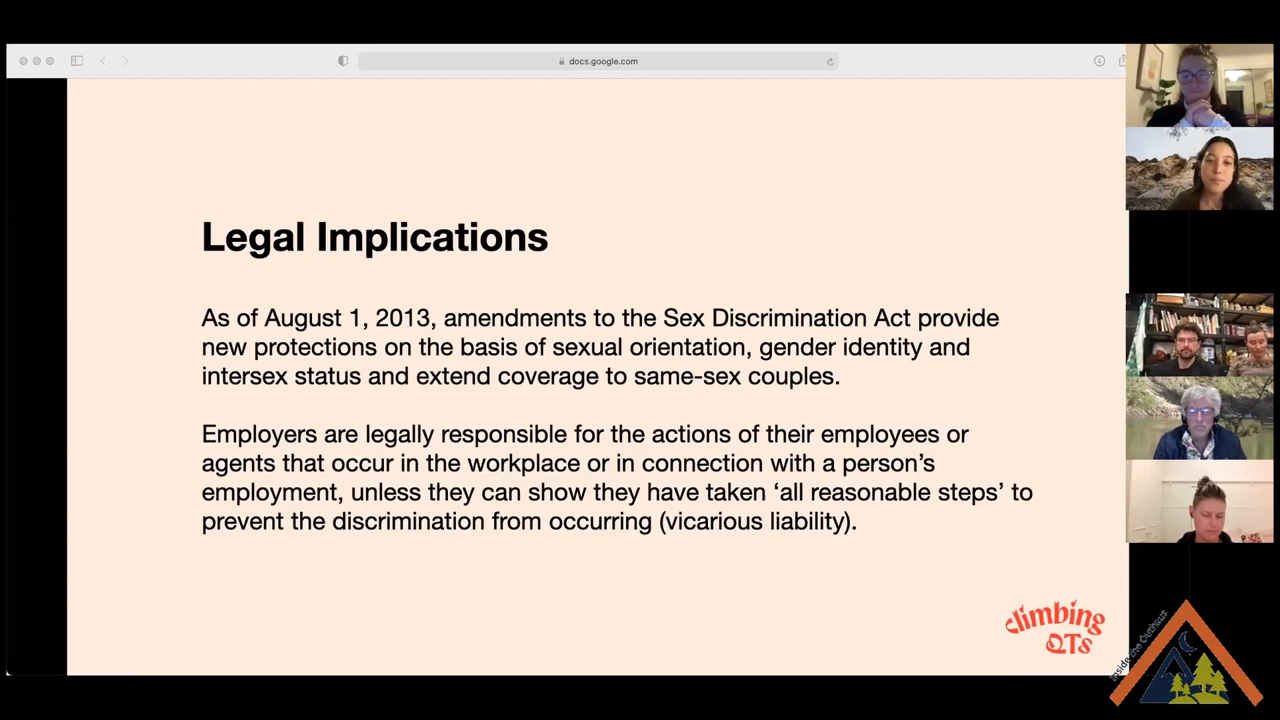 docs.google.com
Legal Implications
As of August 1, 2013, amendments to the Sex Discrimination Act provide
new protections on the basis of sexual orientation, gender identity and
intersex status and extend coverage to same-sex couples.
Employers are legally responsible for the actions of their employees or
agents that occur in the workplace or in connection with a person’s
employment, unless they can show they have taken ‘all reasonable steps’ to
prevent the discrimination from occurring (vicarious liability).
climbing
QTs
Inside the Outhaus